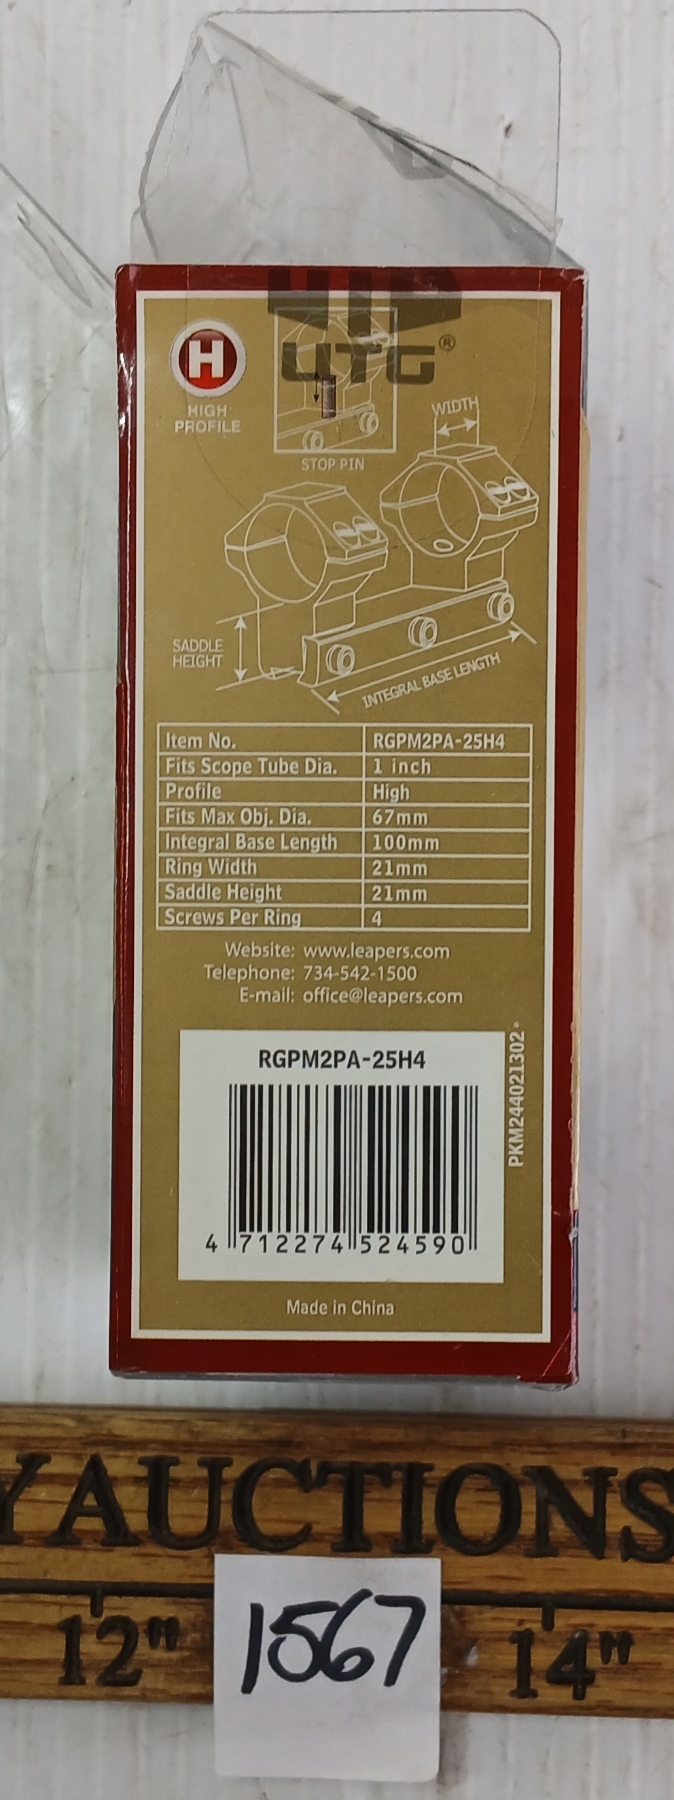 UTG®
H
HIGH
PROFILE
STOP PIN
WIDTH
SADDLE
HEIGHT
INTEGRAL BASE LENGTH
Item No. RGPM2PA-25H4
Fits Scope Tube Dia. 1 inch
Profile High
Fits Max Obj. Dia. 67mm
Integral Base Length 100mm
Ring Width 21mm
Saddle Height 21mm
Screws Per Ring 4
Website: www.leapers.com
Telephone: 734-542-1500
E-mail: office@leapers.com
RGPM2PA-25H4
PKM244021302
4 712274 524590
Made in China
Y AUCTIONS
12" 14"
1567